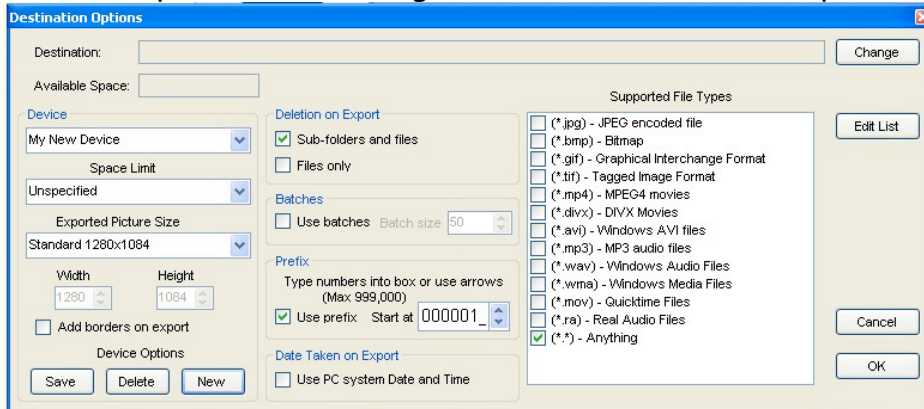 Destination Options
Destination:
Change
Available Space:
Device
My New Device
Space Limit
Unspecified
Exported Picture Size
Standard 1280x1084
Width Height
1280 1084
Add borders on export
Device Options
Save Delete New
Deletion on Export
Sub-folders and files
Files only
Batches
Use batches Batch size 50
Prefix
Type numbers into box or use arrows
(Max 999,000)
Use prefix Start at 000001_
Date Taken on Export
Use PC system Date and Time
Supported File Types
(*.jpg) - JPEG encoded file
(*.bmp) - Bitmap
(*.gif) - Graphical Interchange Format
(*.tif) - Tagged Image Format
(*.mp4) - MPEG4 movies
(*.divx) - DIVX Movies
(*.avi) - Windows AVI files
(*.mp3) - MP3 audio files
(*.wav) - Windows Audio Files
(*.wma) - Windows Media Files
(*.mov) - Quicktime Files
(*.ra) - Real Audio Files
(*.*) - Anything
Edit List
Cancel
OK